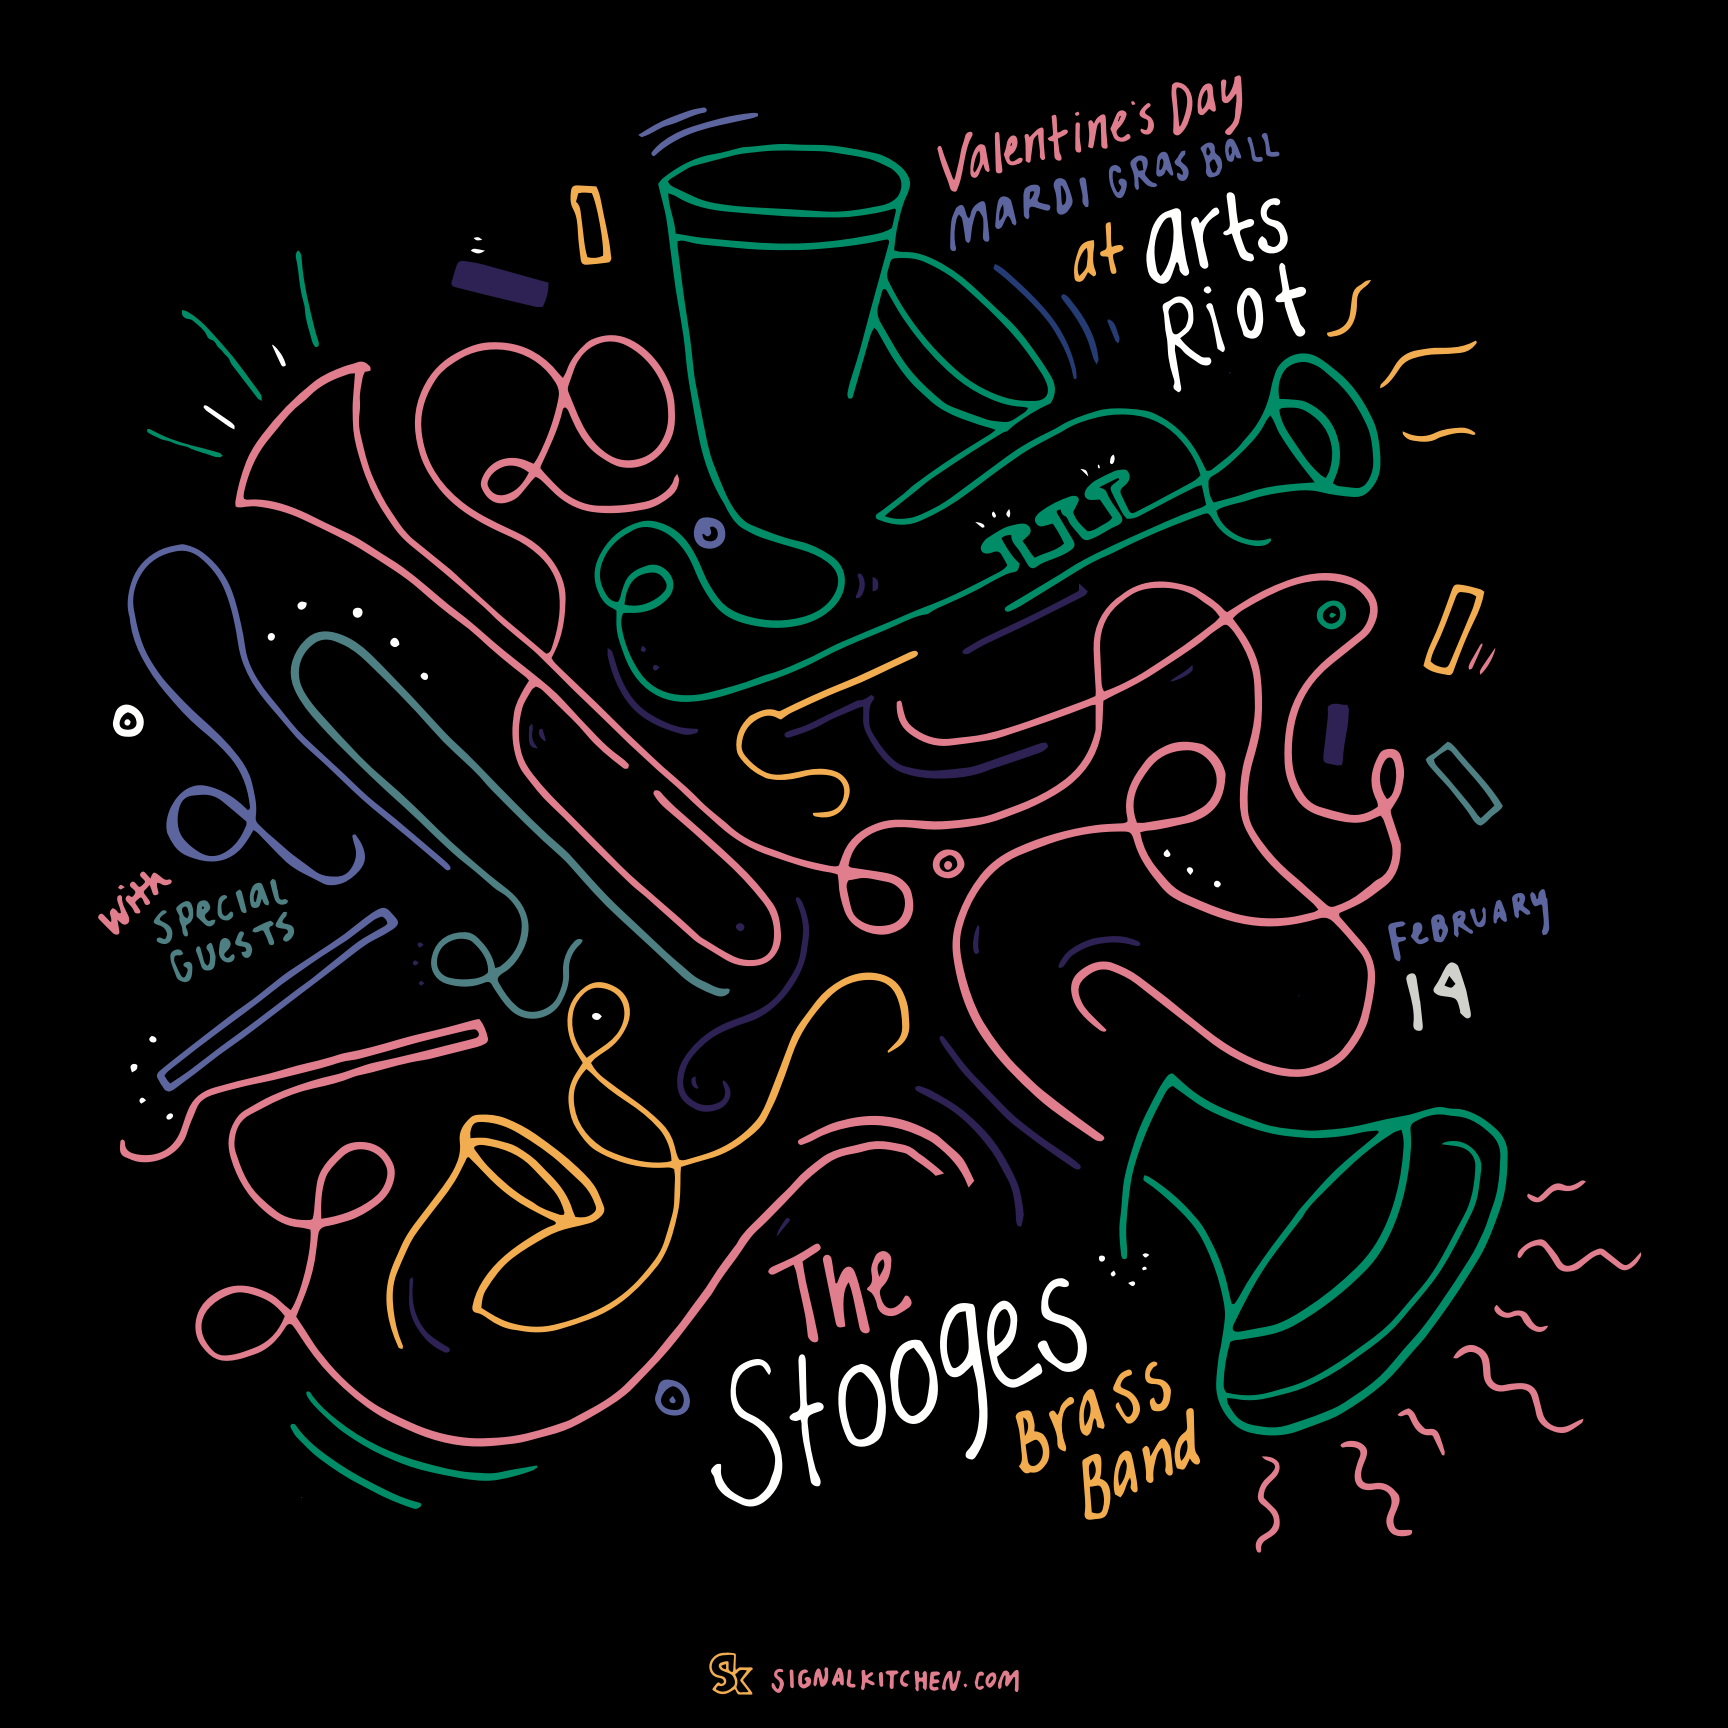 Valentine's Day
MARDI GRAS BALL
at arts
Riot
with
SPECIAL
GUESTS
FEBRUARY
14
The
Stooges
Brass
Band
SK SIGNALKITCHEN.COM